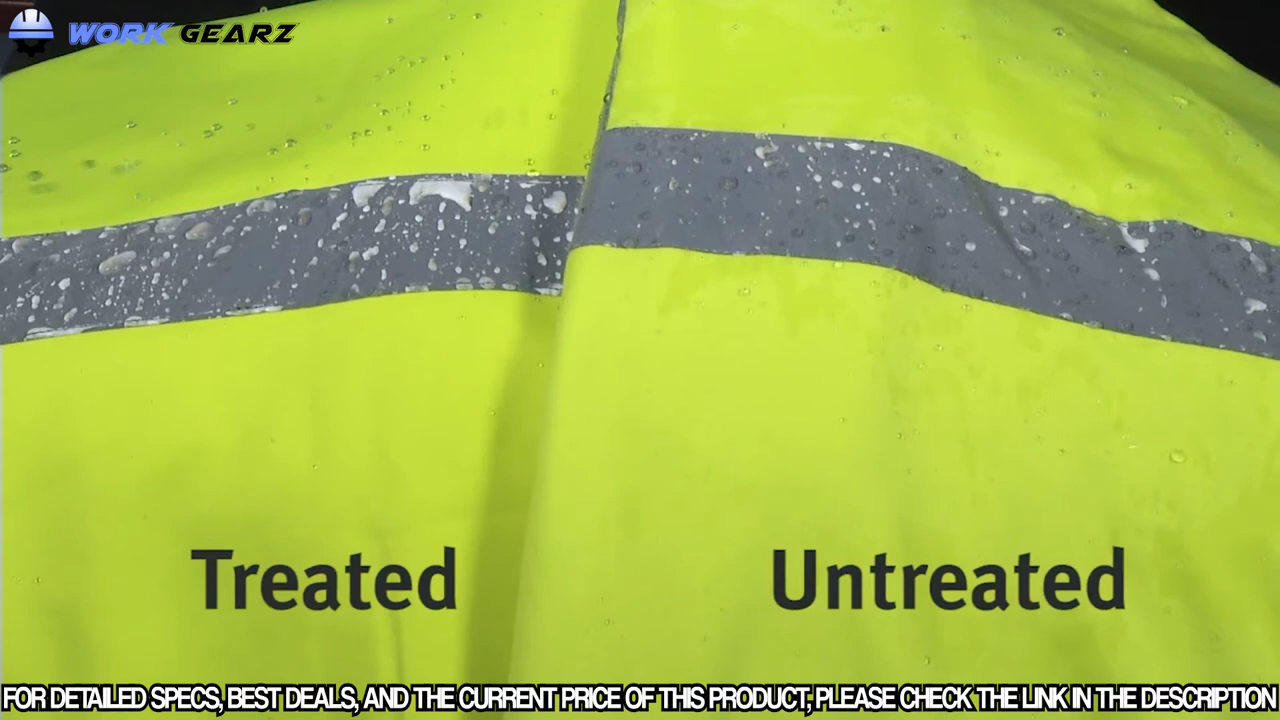 WORK GEARZ
Treated
Untreated
FOR DETAILED SPECS, BEST DEALS, AND THE CURRENT PRICE OF THIS PRODUCT, PLEASE CHECK THE LINK IN THE DESCRIPTION